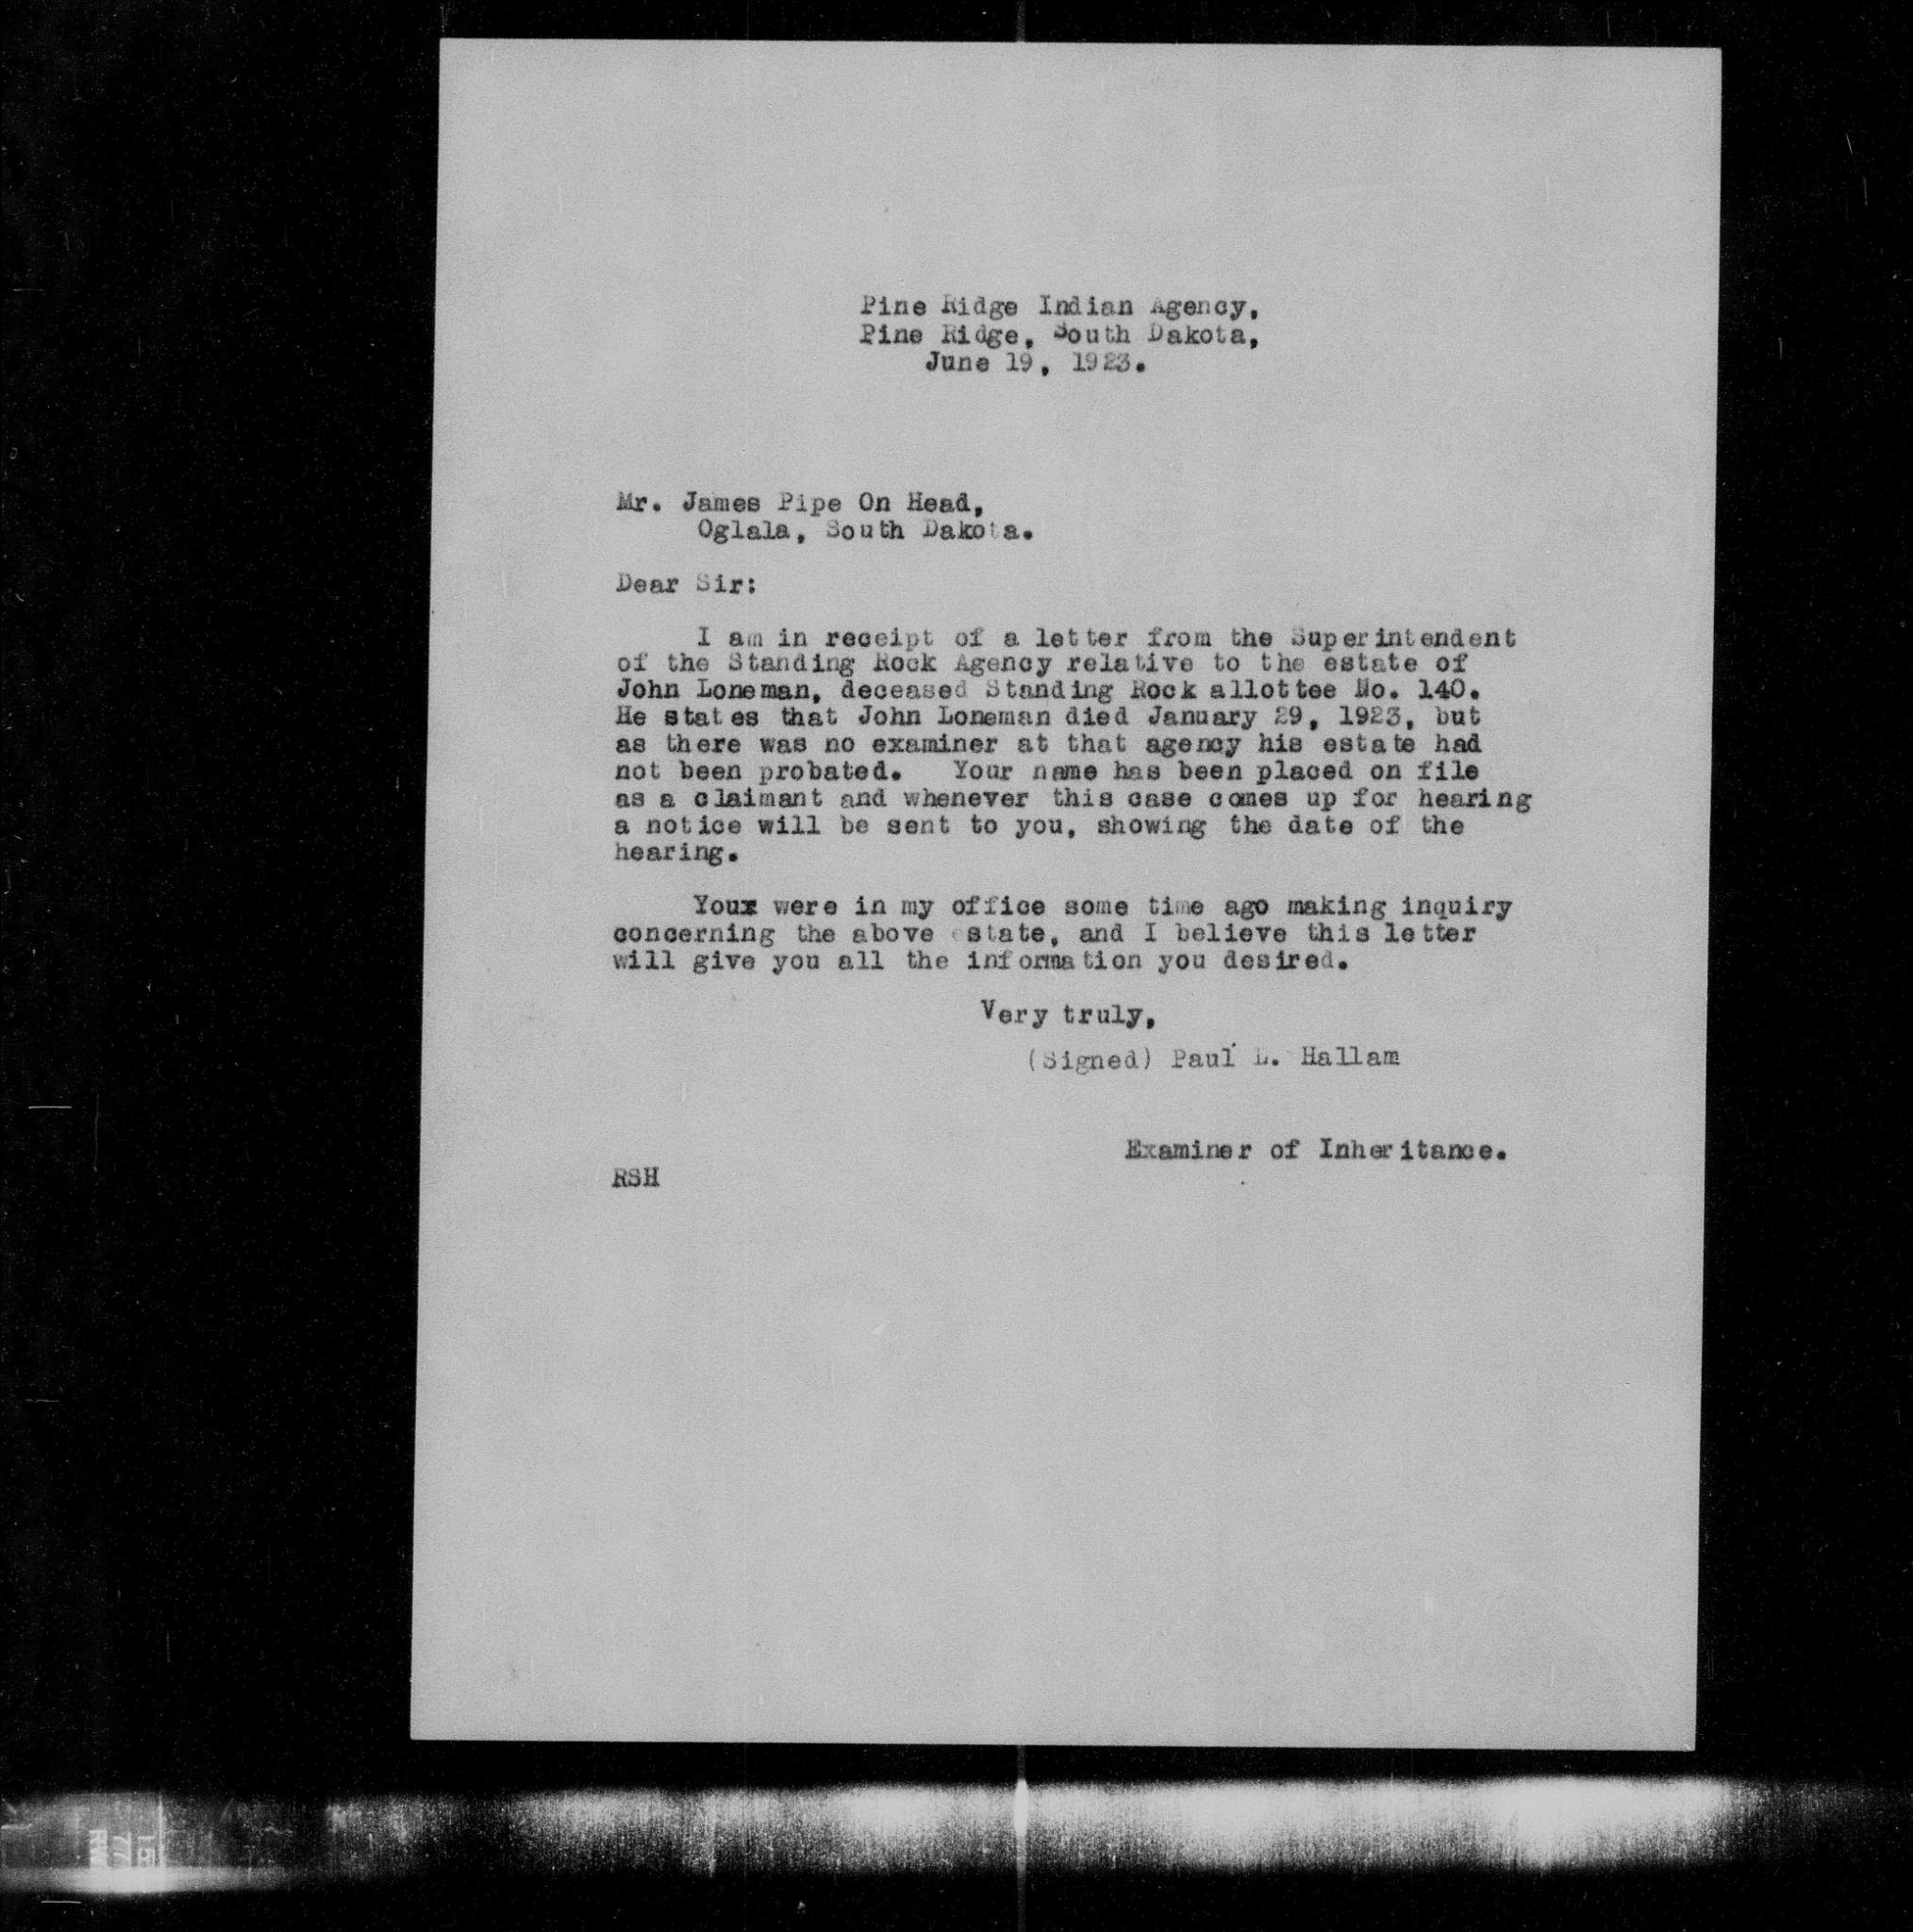 Pine Ridge Indian Agency,
Pine Ridge, South Dakota,
June 19, 1923.
Mr. James Pipe On Head,
Oglala, South Dakota.
Dear Sir:
I am in receipt of a letter from the Superintendent
of the Standing Rock Agency relative to the estate of
John Loneman, deceased Standing Rock allottee No. 140.
He states that John Loneman died January 29, 1923, but
as there was no examiner at that agency his estate had
not been probated. Your name has been placed on file
as a claimant and whenever this case comes up for hearing
a notice will be sent to you, showing the date of the
hearing.
Youx were in my office some time ago making inquiry
concerning the above estate, and I believe this letter
will give you all the information you desired.
Very truly,
(Signed) Paul L. Hallam
Examiner of Inheritance.
RSH